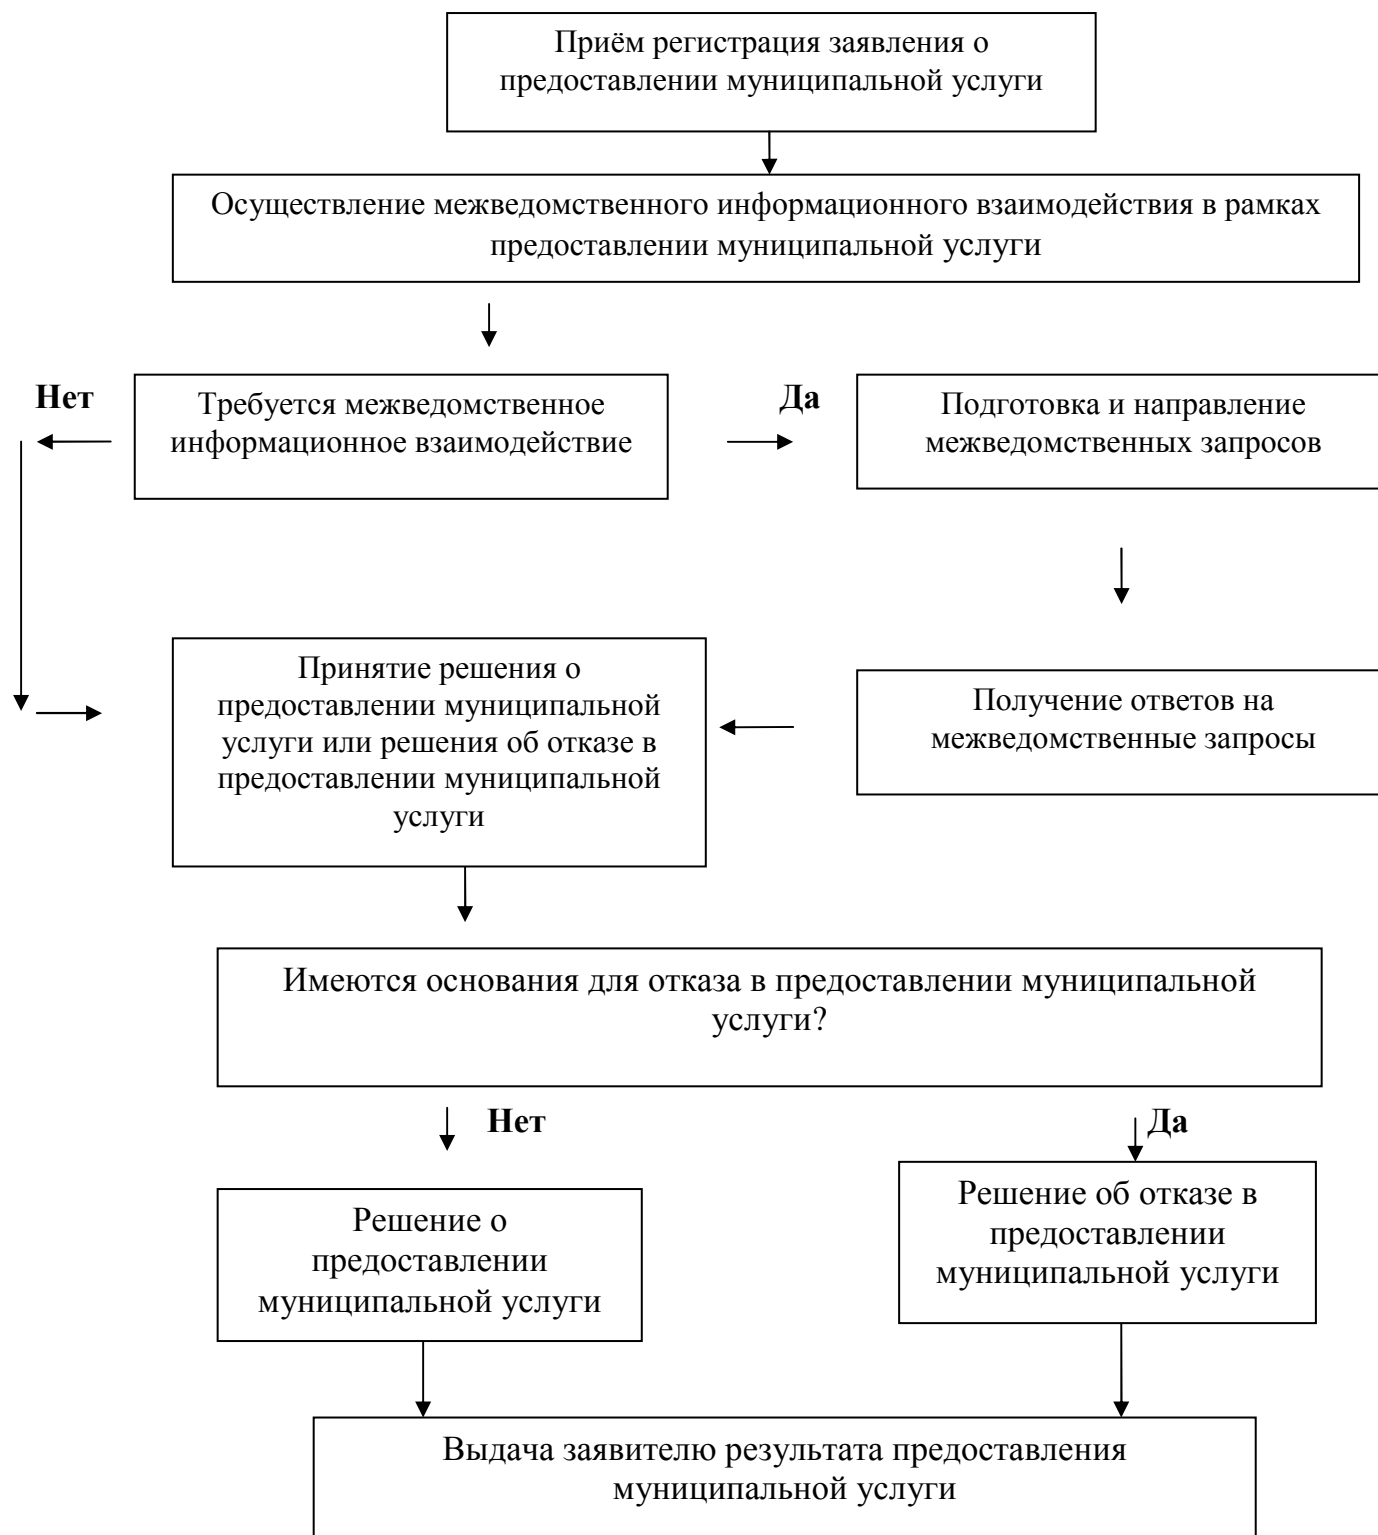 Приём регистрация заявления о
предоставлении муниципальной услуги
Осуществление межведомственного информационного взаимодействия в рамках
предоставлении муниципальной услуги
Нет
Требуется межведомственное
информационное взаимодействие
Да
Подготовка и направление
межведомственных запросов
Принятие решения о
предоставлении муниципальной
услуги или решения об отказе в
предоставлении муниципальной
услуги
Получение ответов на
межведомственные запросы
Имеются основания для отказа в предоставлении муниципальной
услуги?
Нет
Да
Решение о
предоставлении
муниципальной услуги
Решение об отказе в
предоставлении
муниципальной услуги
Выдача заявителю результата предоставления
муниципальной услуги